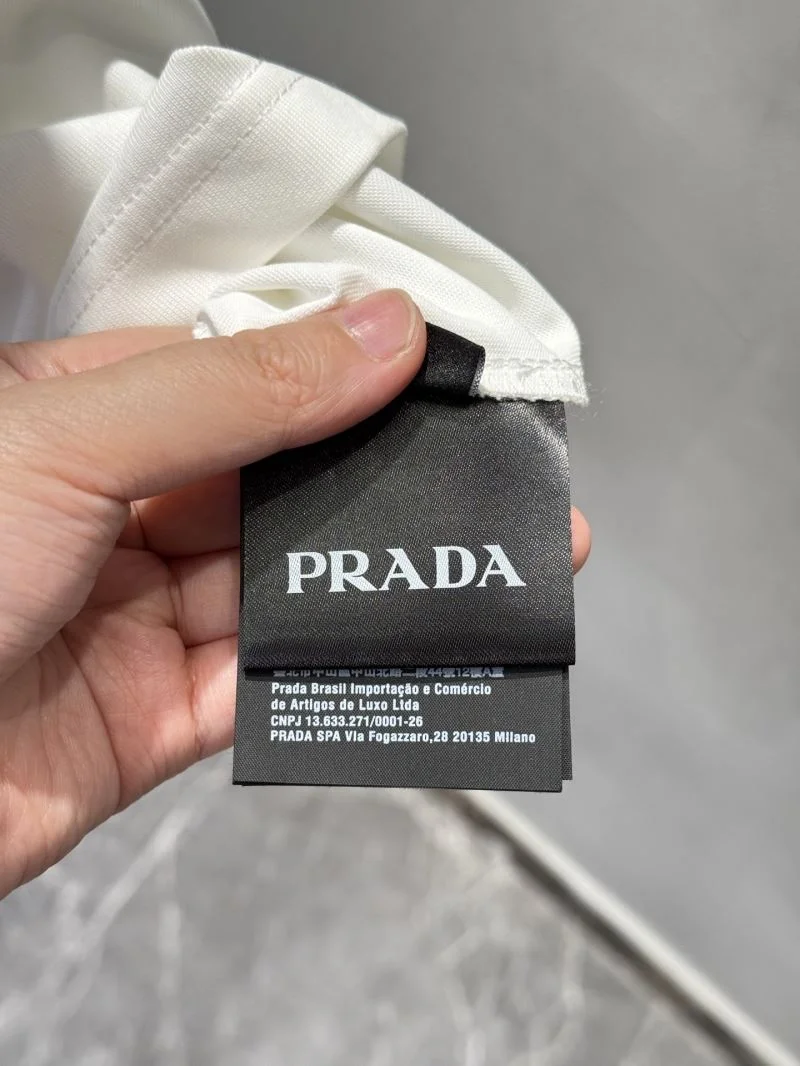 PRADA
Prada Brasil Importação e Comércio
de Artigos de Luxo Ltda
CNPJ 13.633.271/0001-26
PRADA SPA Via Fogazzaro,28 20135 Milano